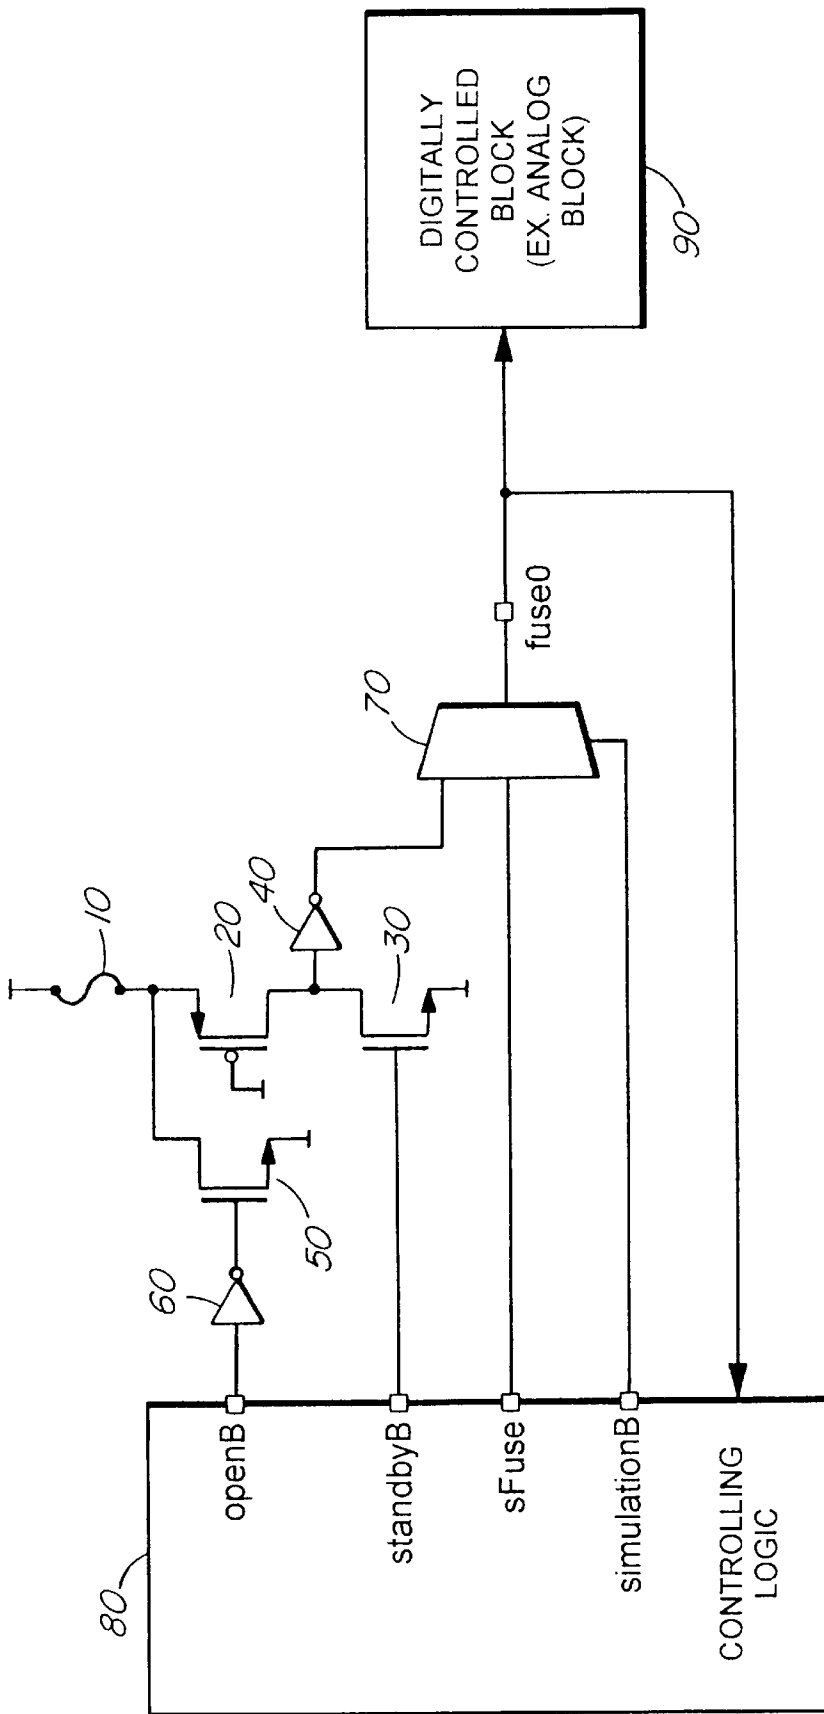 80
openB
standbyB
sFuse
simulationB
CONTROLLING
LOGIC
60
50
10
20
40
30
70
fuse0
DIGITALLY
CONTROLLED
BLOCK
(EX. ANALOG
BLOCK)
90